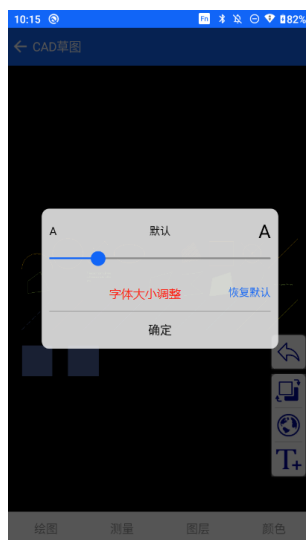 10:15 82%
CAD草图
A 默认 A
字体大小调整 恢复默认
确定
T+
绘图 测量 图层 颜色